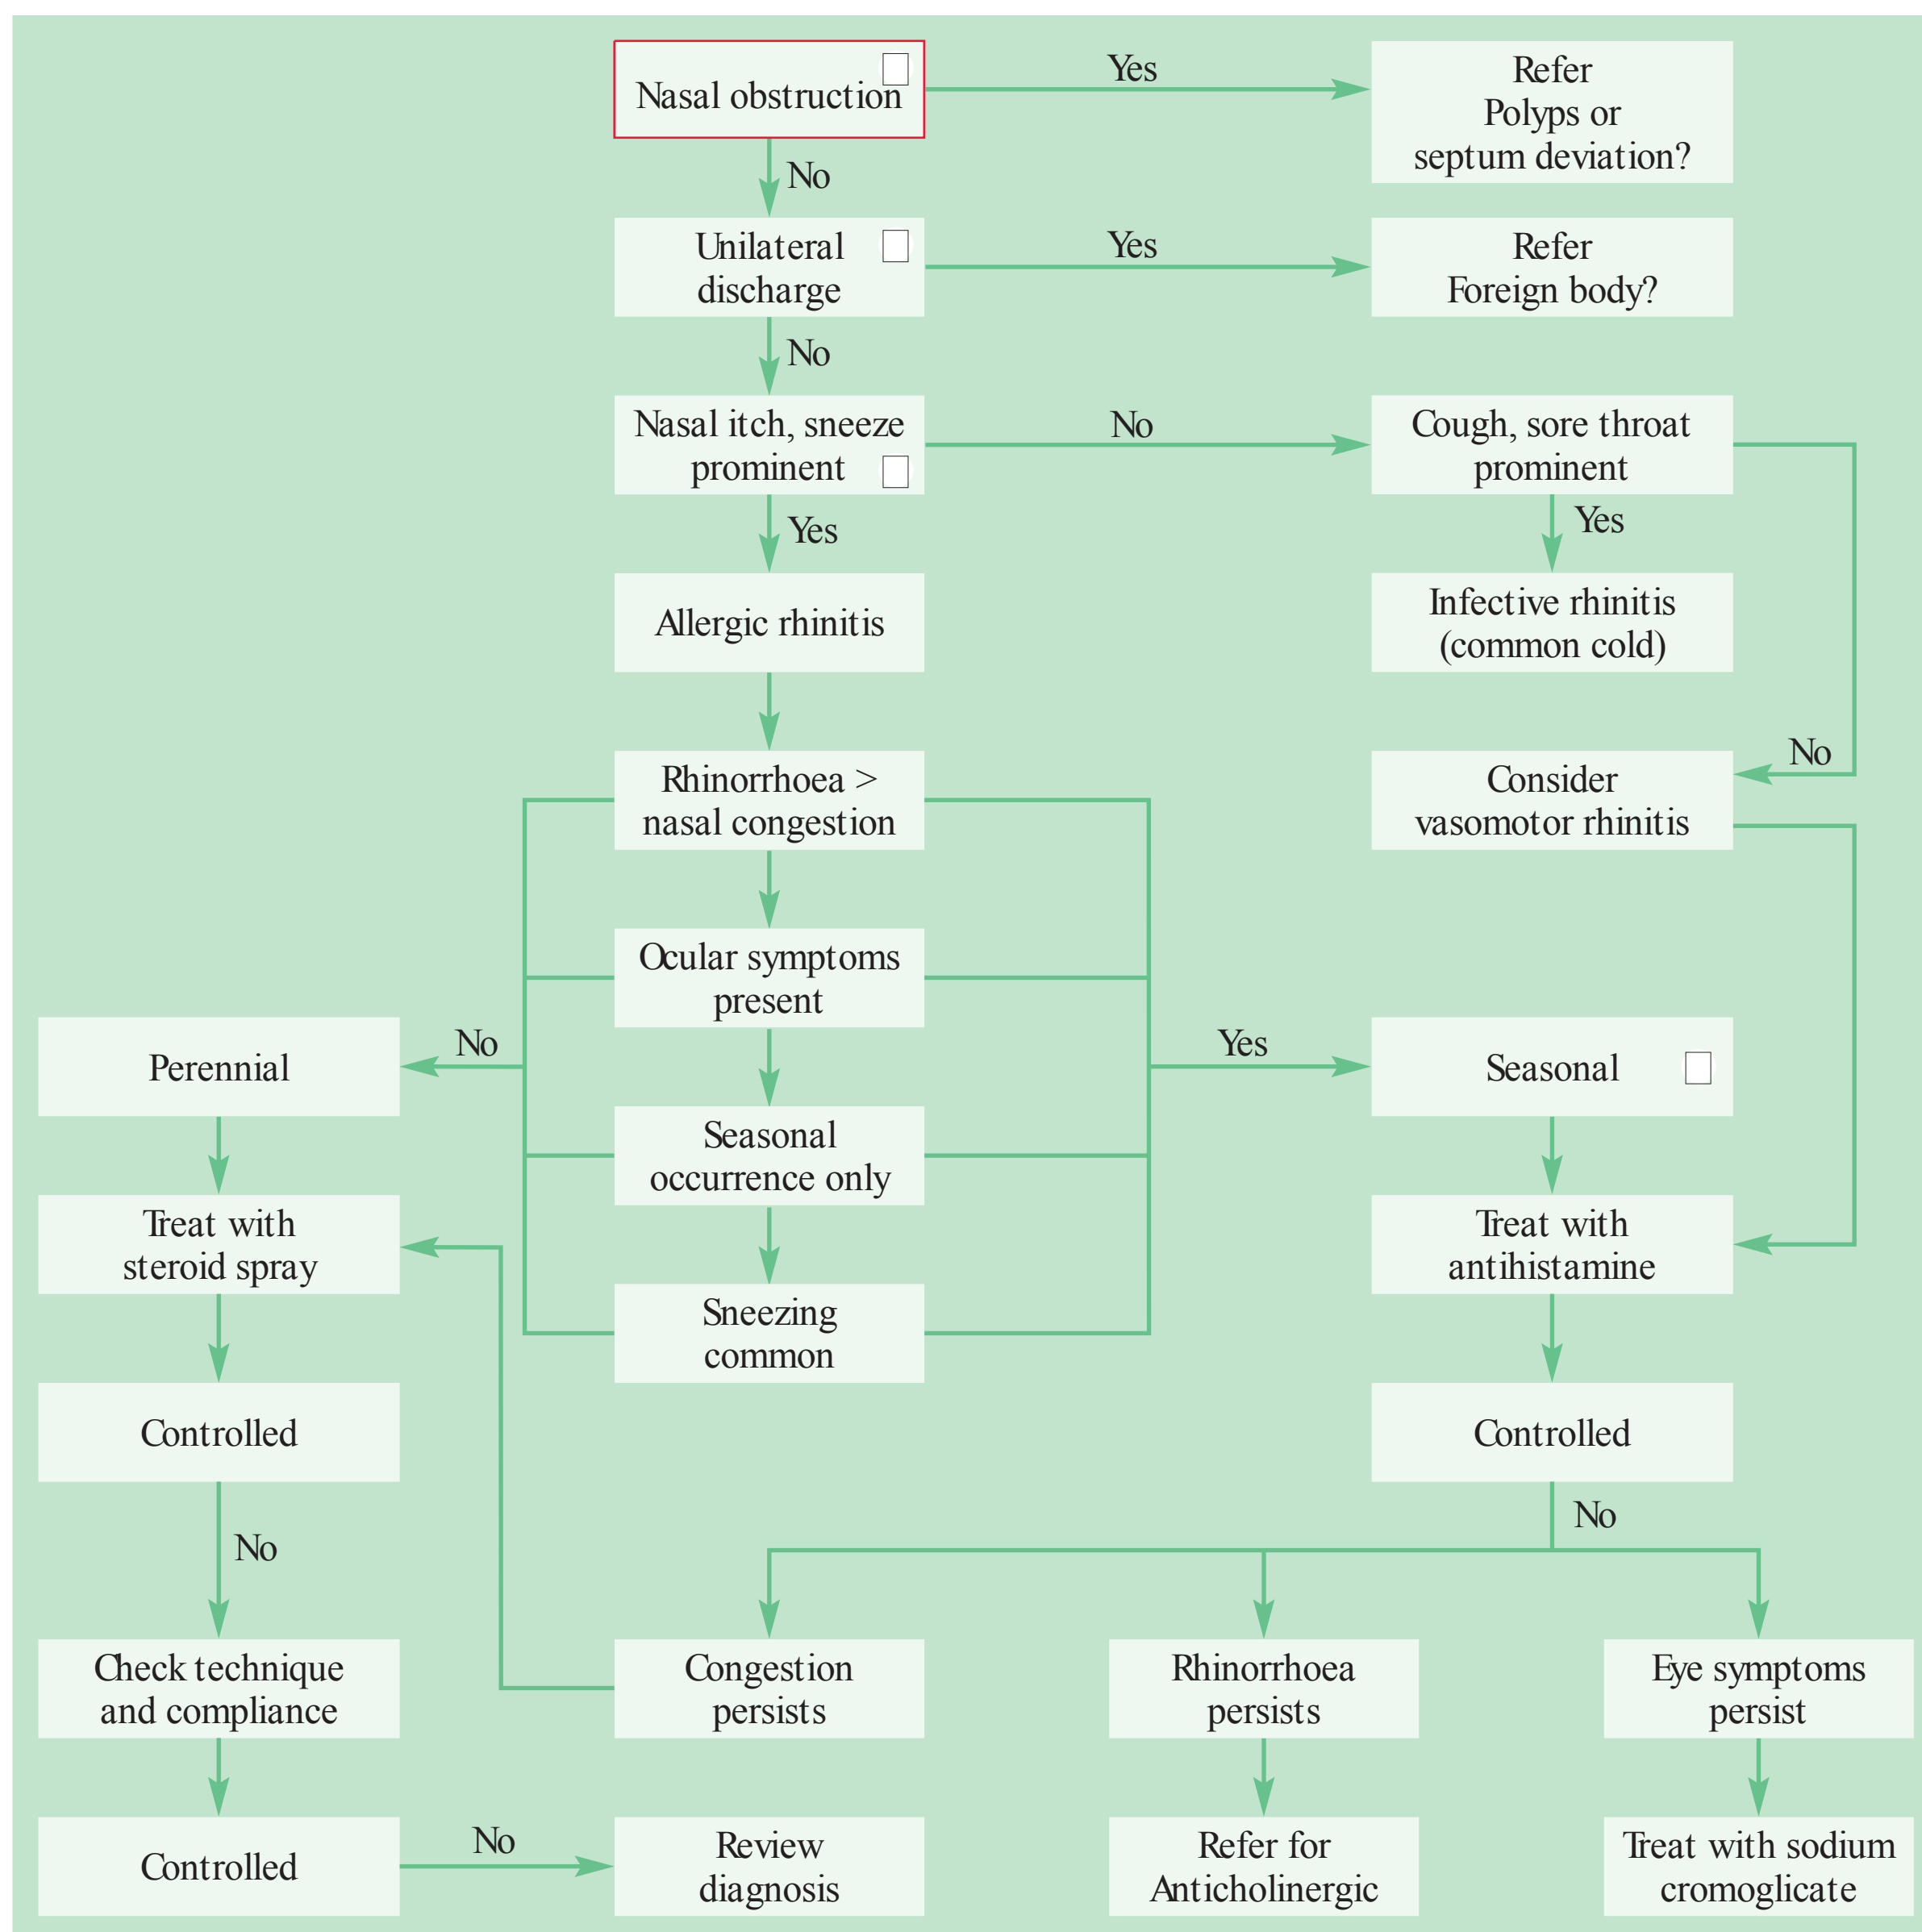 Nasal obstruction
Yes
Refer
Polyps or
septum deviation?
No
Unilateral
discharge
Yes
Refer
Foreign body?
No
Nasal itch, sneeze
prominent
No
Cough, sore throat
prominent
Yes
Yes
Allergic rhinitis
Infective rhinitis
(common cold)
No
Rhinorrhoea >
nasal congestion
Consider
vasomotor rhinitis
Ocular symptoms
present
Perennial
No
Yes
Seasonal
Seasonal
occurrence only
Treat with
steroid spray
Treat with
antihistamine
Sneezing
common
Controlled
Controlled
No
No
Check technique
and compliance
Congestion
persists
Rhinorrhoea
persists
Eye symptoms
persist
Controlled
No
Review
diagnosis
Refer for
Anticholinergic
Treat with sodium
cromoglicate